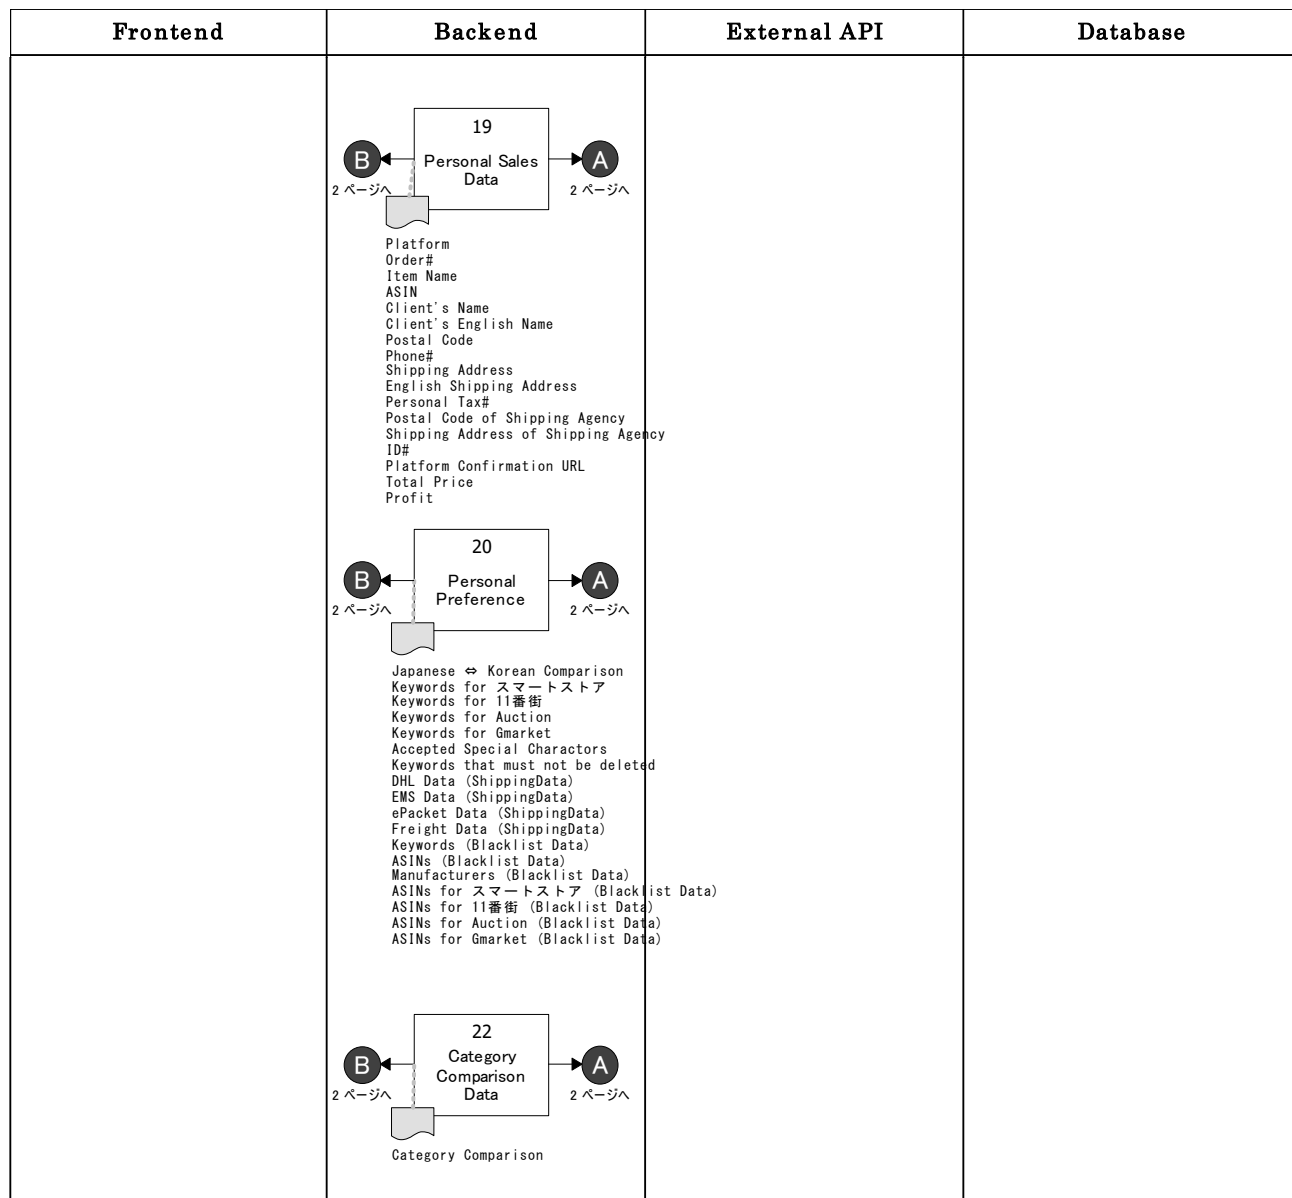 Frontend
Backend
External API
Database
19
Personal Sales
Data
B
A
2 ページへ
2 ページへ
Platform
Order#
Item Name
ASIN
Client's Name
Client's English Name
Postal Code
Phone#
Shipping Address
English Shipping Address
Personal Tax#
Postal Code of Shipping Agency
Shipping Address of Shipping Agency
ID#
Platform Confirmation URL
Total Price
Profit
20
Personal
Preference
B
A
2 ページへ
2 ページへ
Japanese ⇔ Korean Comparison
Keywords for スマートストア
Keywords for 11番街
Keywords for Auction
Keywords for Gmarket
Accepted Special Charactors
Keywords that must not be deleted
DHL Data (ShippingData)
EMS Data (ShippingData)
ePacket Data (ShippingData)
Freight Data (ShippingData)
Keywords (Blacklist Data)
ASINs (Blacklist Data)
Manufacturers (Blacklist Data)
ASINs for スマートストア (Blacklist Data)
ASINs for 11番街 (Blacklist Data)
ASINs for Auction (Blacklist Data)
ASINs for Gmarket (Blacklist Data)
22
Category
Comparison
Data
B
A
2 ページへ
2 ページへ
Category Comparison